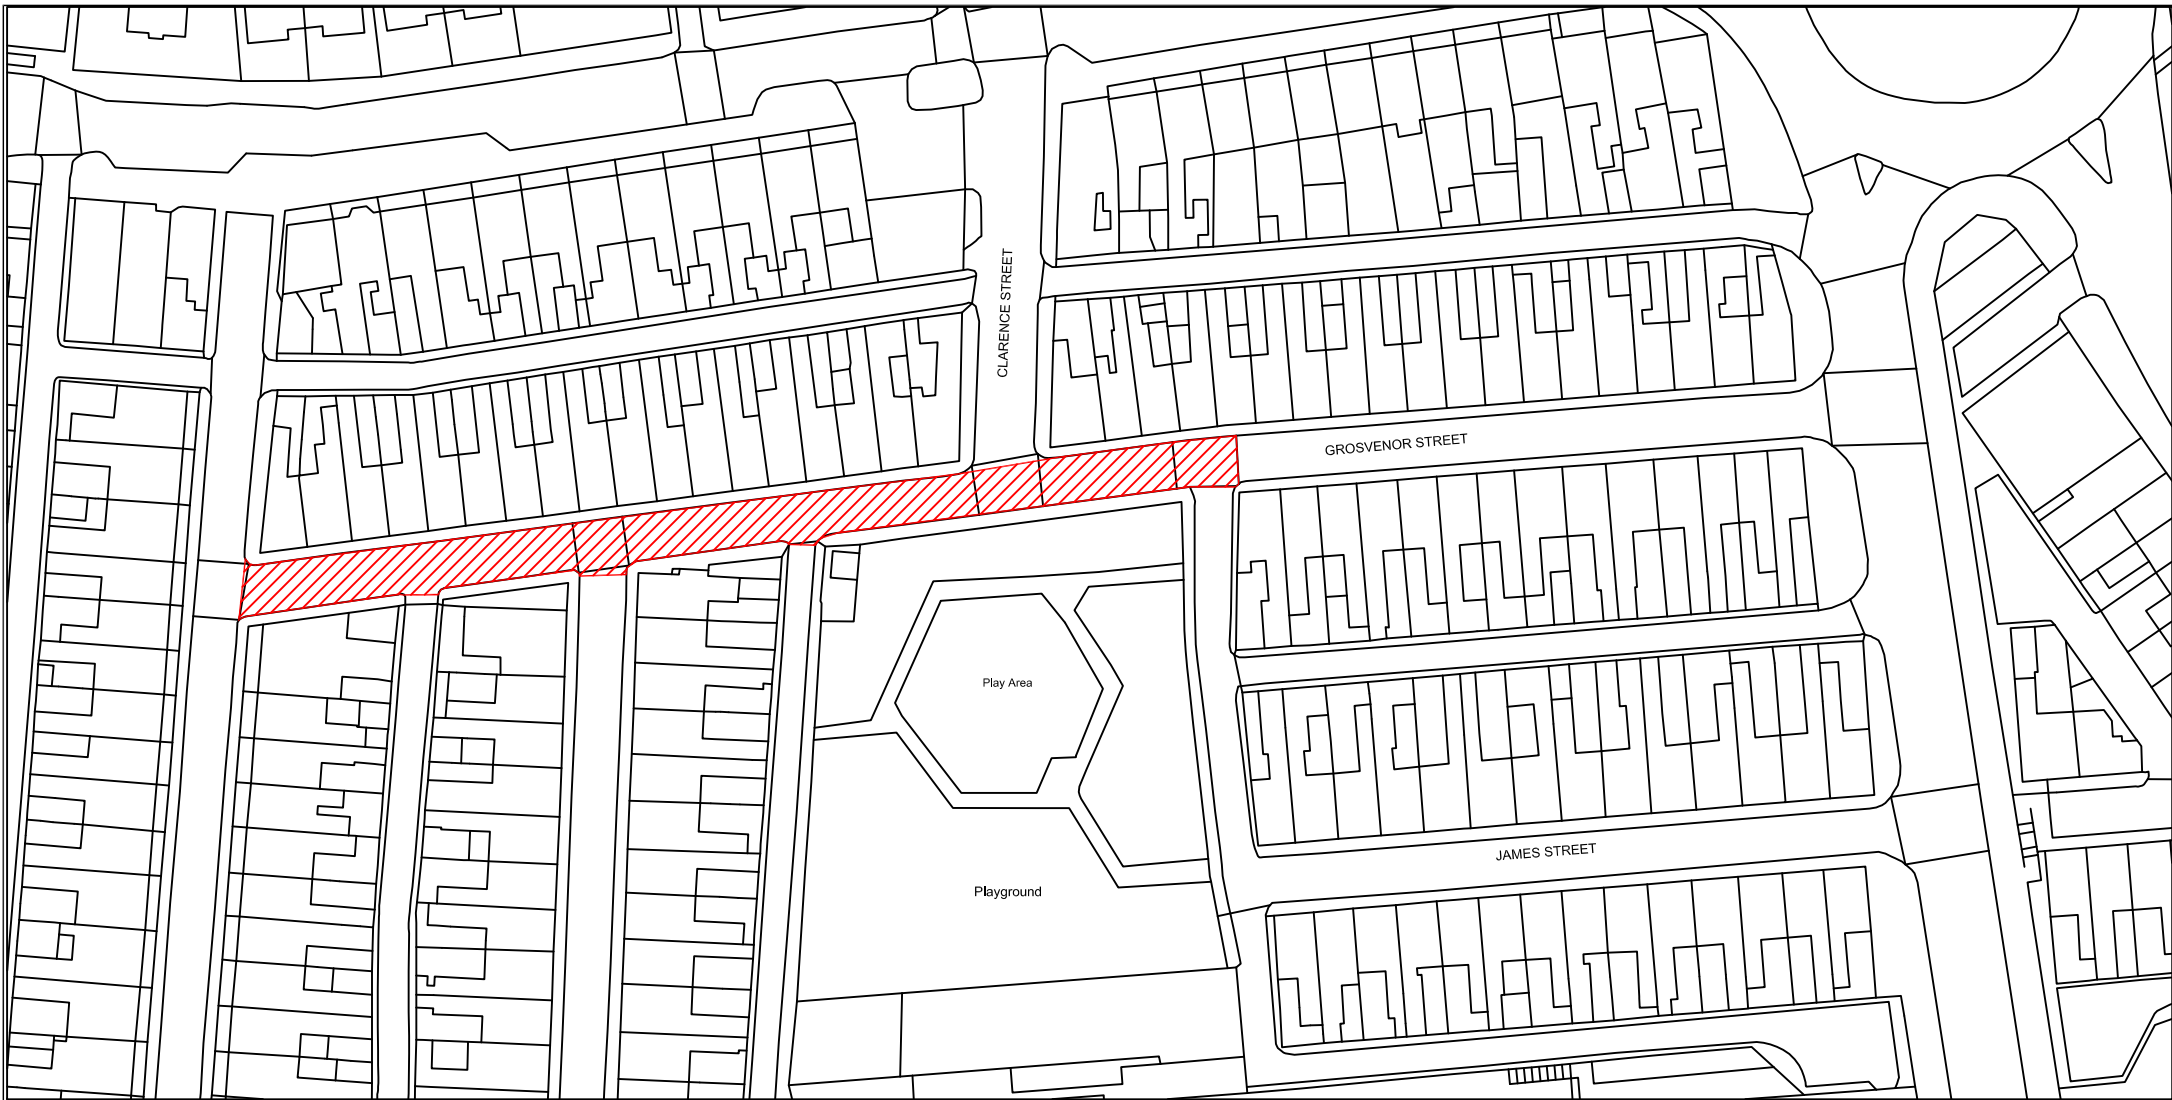 CLARENCE STREET
GROSVENOR STREET
Play Area
JAMES STREET
Playground